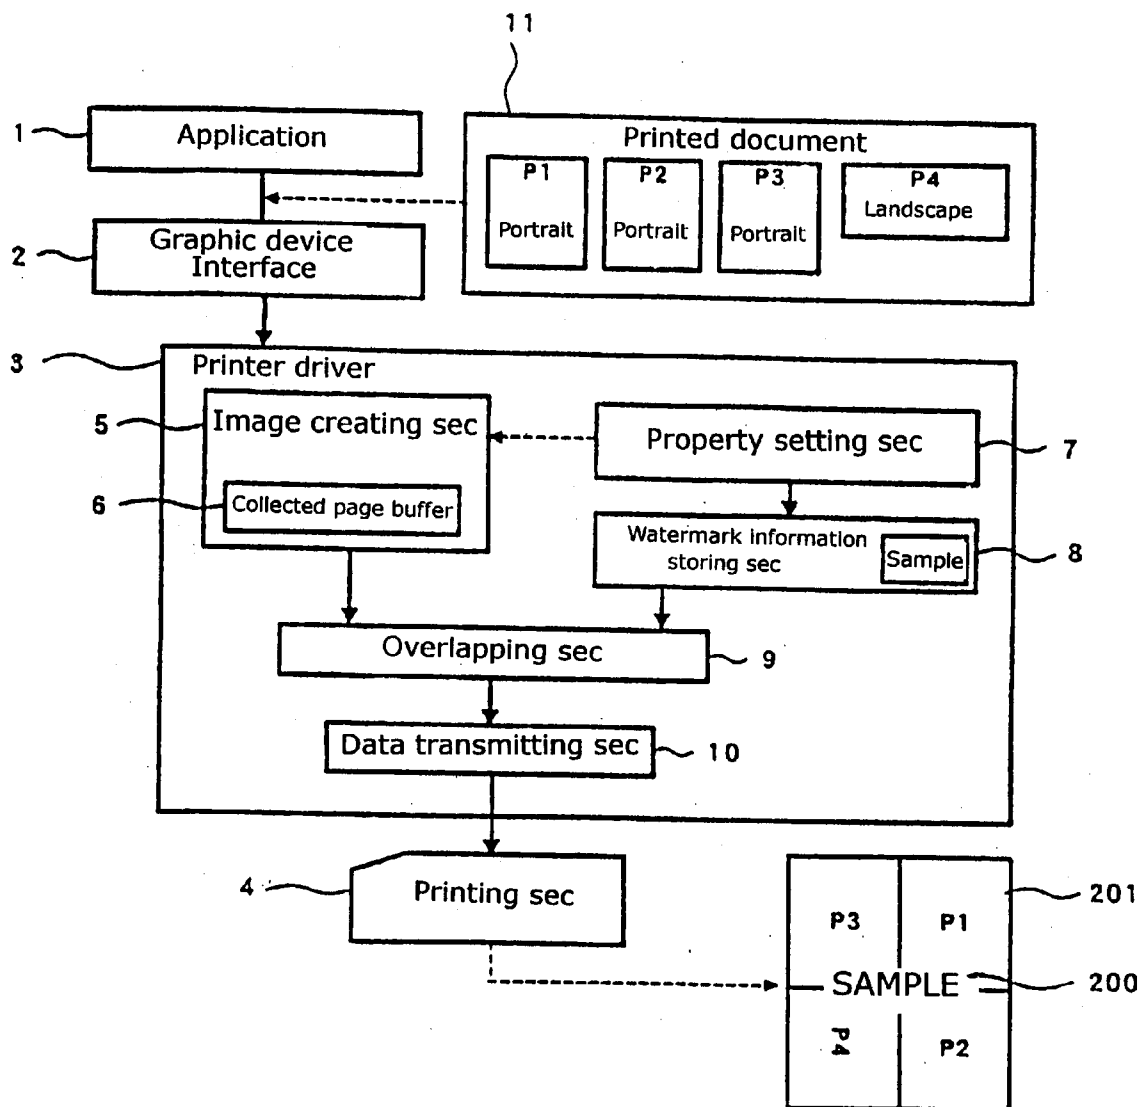 11
1
Application
Printed document
P1
Portrait
P2
Portrait
P3
Portrait
P4
Landscape
2
Graphic device
Interface
3
Printer driver
5
Image creating sec
6
Collected page buffer
Property setting sec
7
Watermark information
storing sec
Sample
8
Overlapping sec
9
Data transmitting sec
10
4
Printing sec
P3
P1
201
SAMPLE
200
P4
P2